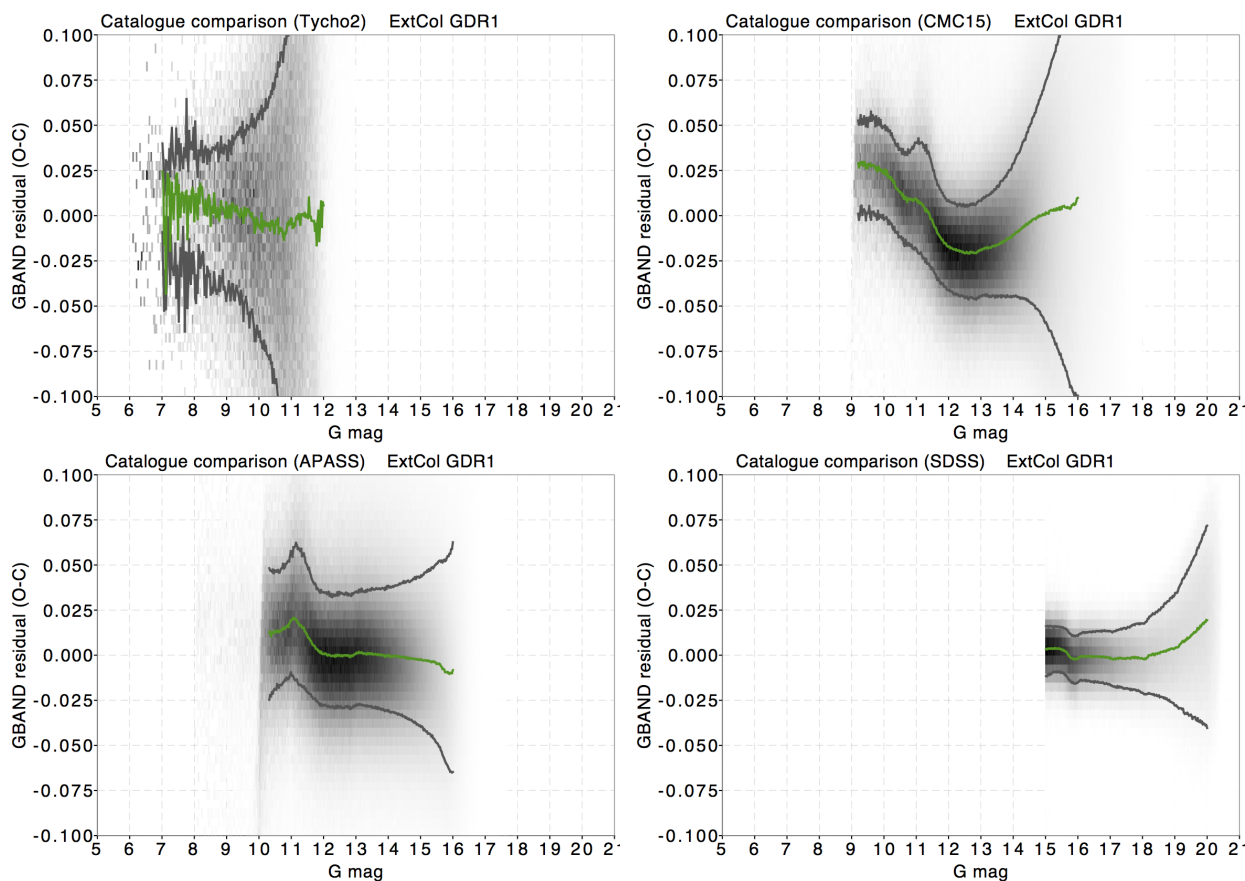 Catalogue comparison (Tycho2) ExtCol GDR1
GBAND residual (O-C)
0.100
0.075
0.050
0.025
0.000
-0.025
-0.050
-0.075
-0.100
5 6 7 8 9 10 11 12 13 14 15 16 17 18 19 20 21
G mag
Catalogue comparison (CMC15) ExtCol GDR1
GBAND residual (O-C)
0.100
0.075
0.050
0.025
0.000
-0.025
-0.050
-0.075
-0.100
5 6 7 8 9 10 11 12 13 14 15 16 17 18 19 20 21
G mag
Catalogue comparison (APASS) ExtCol GDR1
GBAND residual (O-C)
0.100
0.075
0.050
0.025
0.000
-0.025
-0.050
-0.075
-0.100
5 6 7 8 9 10 11 12 13 14 15 16 17 18 19 20 21
G mag
Catalogue comparison (SDSS) ExtCol GDR1
GBAND residual (O-C)
0.100
0.075
0.050
0.025
0.000
-0.025
-0.050
-0.075
-0.100
5 6 7 8 9 10 11 12 13 14 15 16 17 18 19 20 21
G mag